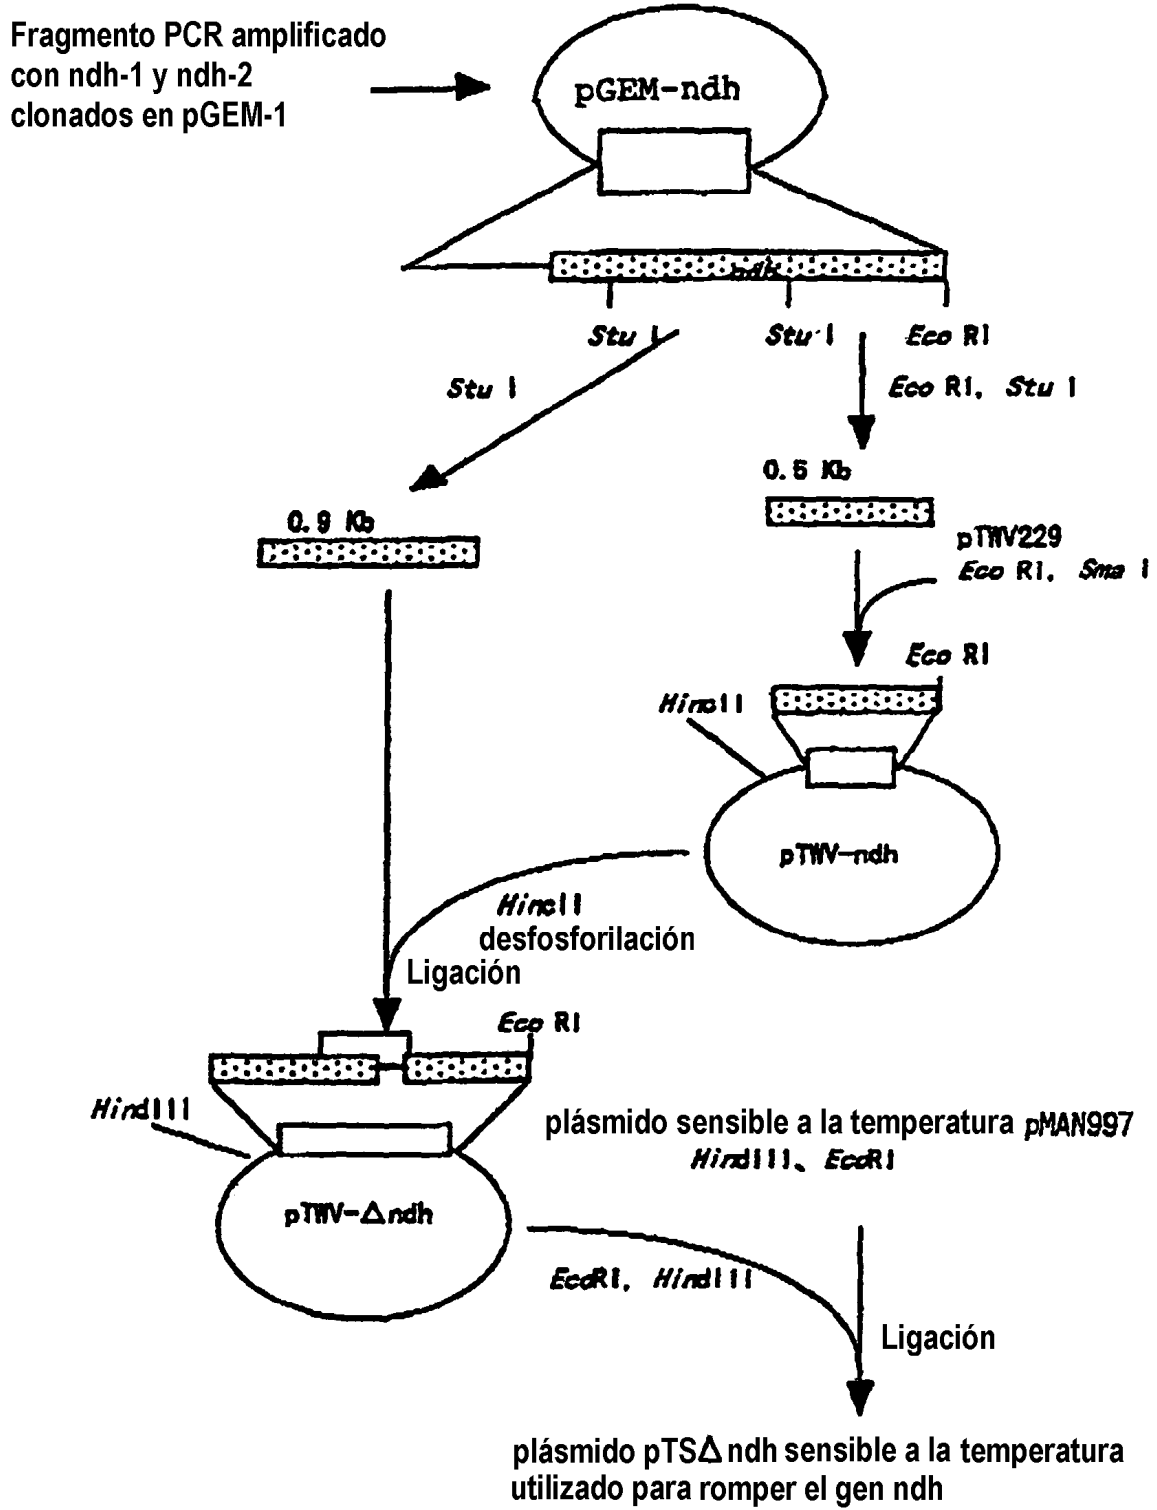 Fragmento PCR amplificado
con ndh-1 y ndh-2
clonados en pGEM-1
pGEM-ndh
ndh
Stu I
Stu I
Eco RI
Stu I
Eco RI, Stu I
0.5 Kb
0.9 Kb
pTWV229
Eco RI, Sma I
Eco RI
HincII
pTWV-ndh
HincII
desfosforilación
Ligación
Eco RI
HindIII
plásmido sensible a la temperatura pMAN997
HindIII, EcoRI
pTWV-Δndh
EcoRI, HindIII
Ligación
plásmido pTSΔndh sensible a la temperatura
utilizado para romper el gen ndh